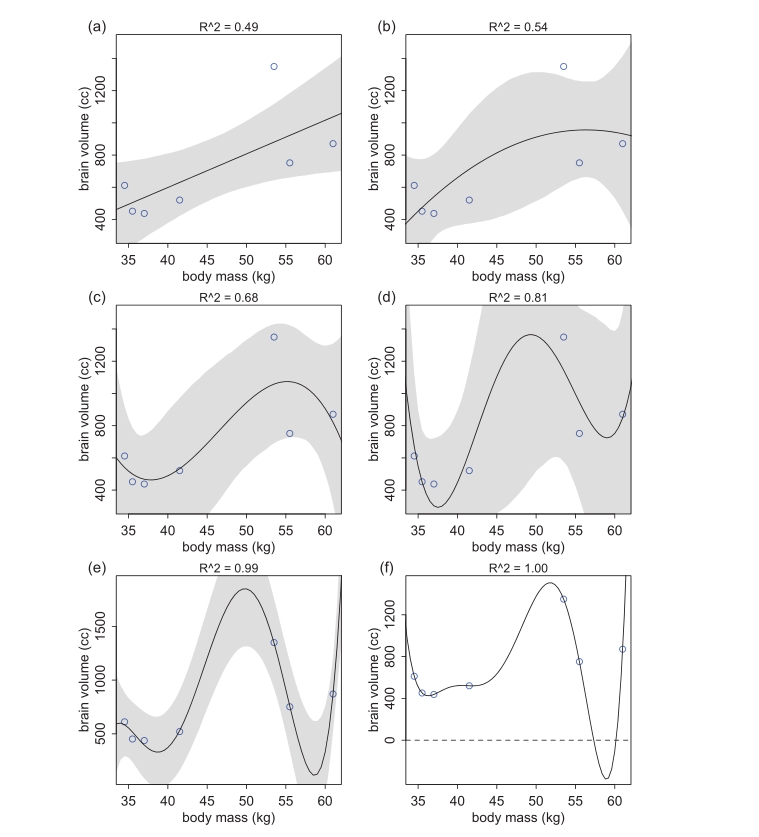 (a) R^2 = 0.49
brain volume (cc)
400 800 1200
35 40 45 50 55 60
body mass (kg)
(b) R^2 = 0.54
brain volume (cc)
400 800 1200
35 40 45 50 55 60
body mass (kg)
(c) R^2 = 0.68
brain volume (cc)
400 800 1200
35 40 45 50 55 60
body mass (kg)
(d) R^2 = 0.81
brain volume (cc)
400 800 1200
35 40 45 50 55 60
body mass (kg)
(e) R^2 = 0.99
brain volume (cc)
500 1000 1500
35 40 45 50 55 60
body mass (kg)
(f) R^2 = 1.00
brain volume (cc)
0 400 800 1200
35 40 45 50 55 60
body mass (kg)